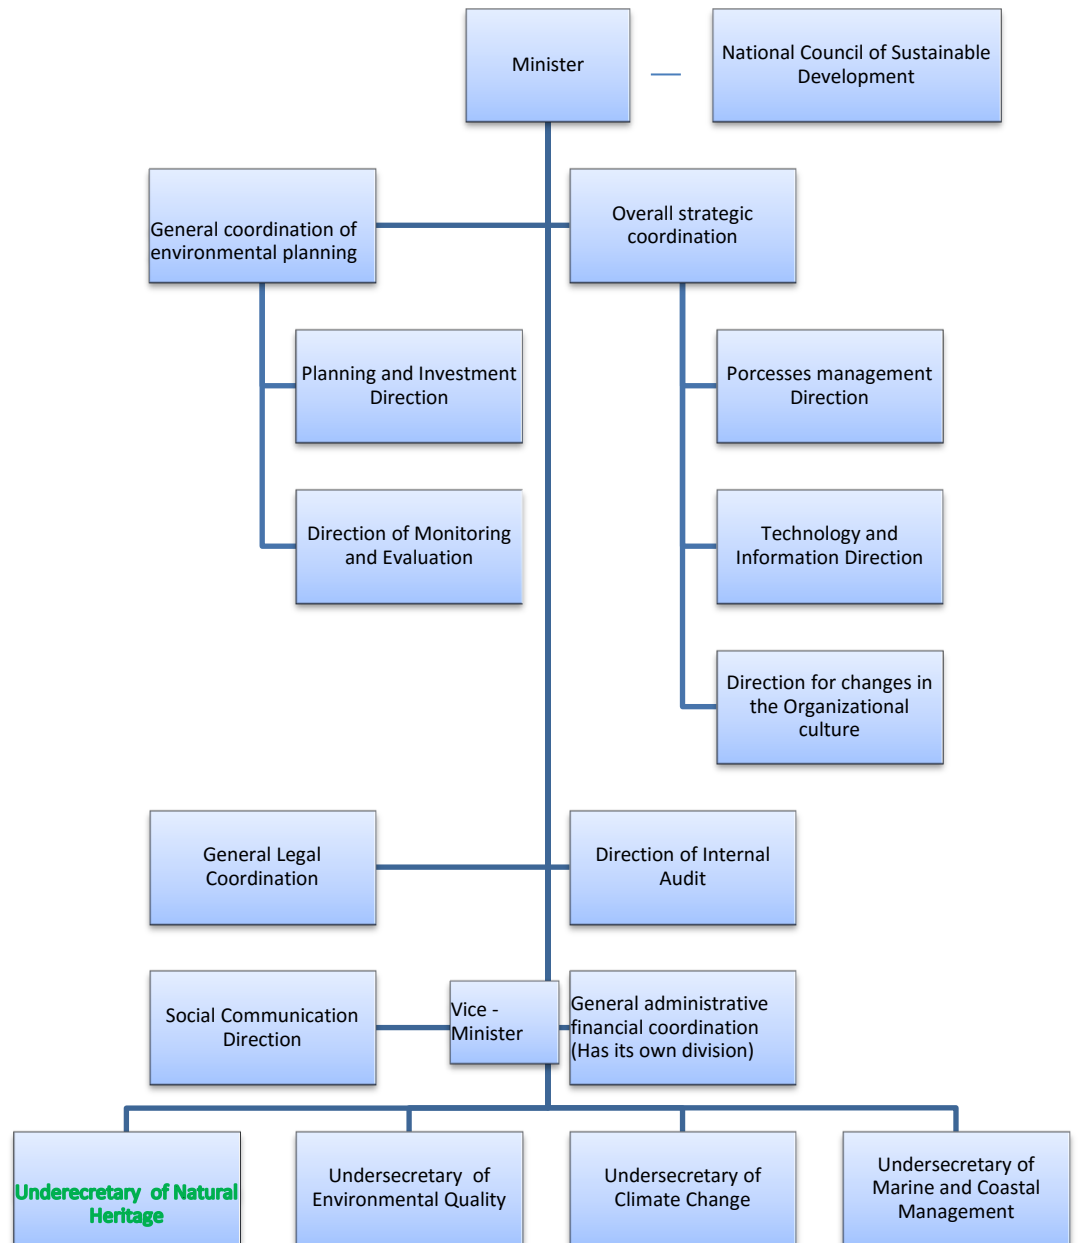 Minister
National Council of Sustainable
Development
General coordination of
environmental planning
Overall strategic
coordination
Planning and Investment
Direction
Porcesses management
Direction
Direction of Monitoring
and Evaluation
Technology and
Information Direction
Direction for changes in
the Organizational
culture
General Legal
Coordination
Direction of Internal
Audit
Social Communication
Direction
Vice -
Minister
General administrative
financial coordination
(Has its own division)
Underecretary of Natural
Heritage
Undersecretary of
Environmental Quality
Undersecretary of
Climate Change
Undersecretary of
Marine and Coastal
Management